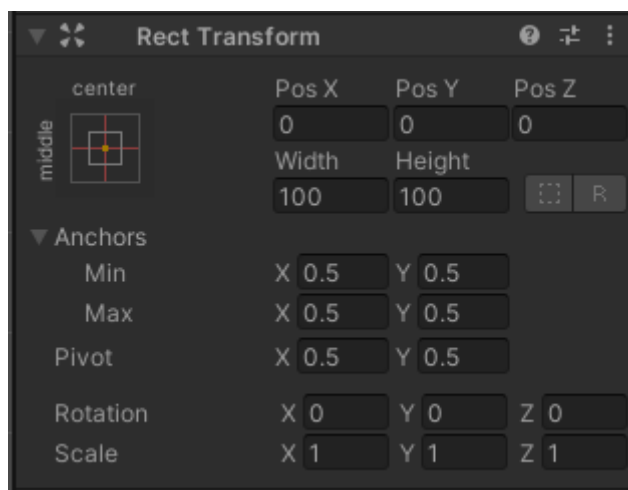 Rect Transform
center Pos X Pos Y Pos Z
middle 0 0 0
Width Height
100 100 R
Anchors
Min X 0.5 Y 0.5
Max X 0.5 Y 0.5
Pivot X 0.5 Y 0.5
Rotation X 0 Y 0 Z 0
Scale X 1 Y 1 Z 1